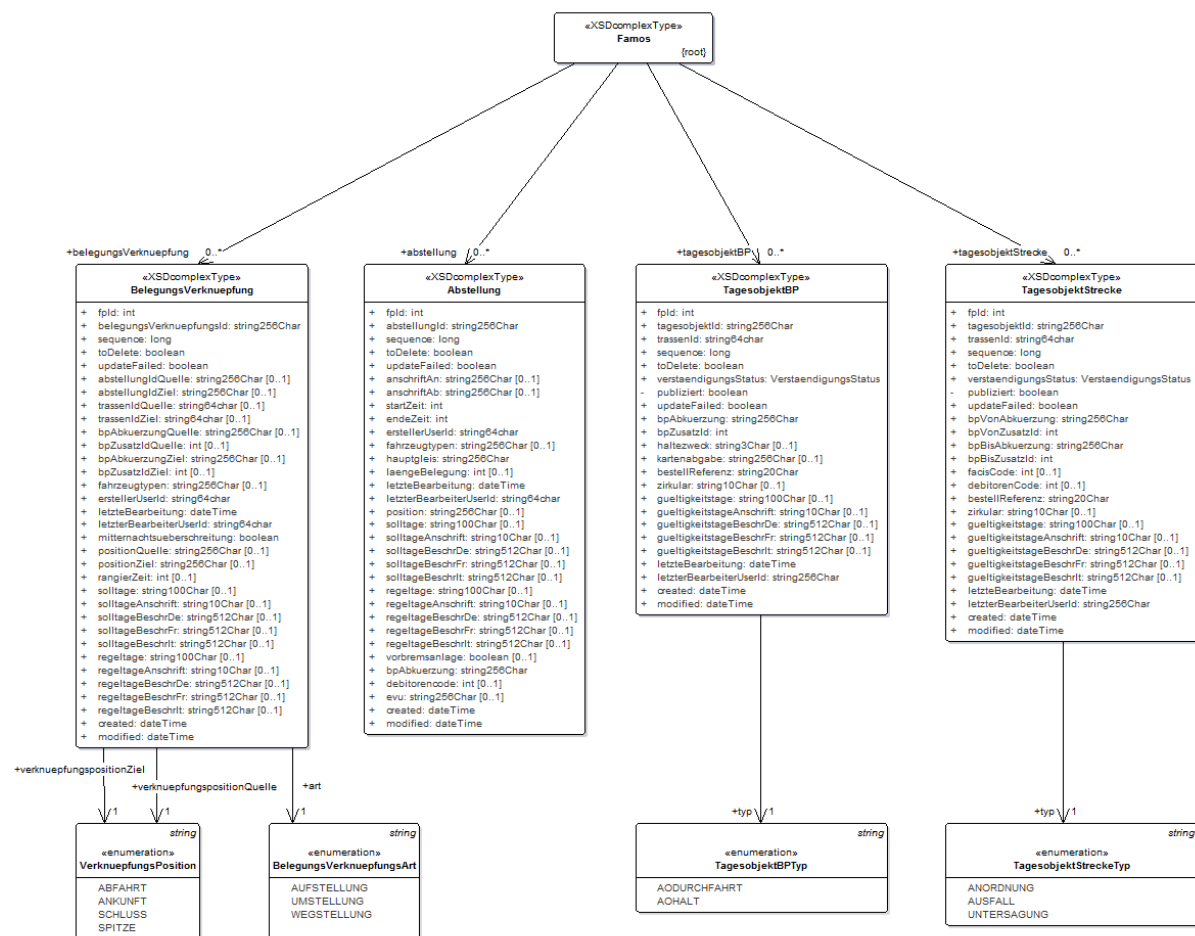 «XSDcomplexType»
Famos
{root}
+belegungsVerknuepfung 0..*
+abstellung 0..*
+tagesobjektBP 0..*
+tagesobjektStrecke 0..*
«XSDcomplexType»
BelegungsVerknuepfung
+ fpId: int
+ belegungsVerknuepfungsId: string256Char
+ sequence: long
+ toDelete: boolean
+ updateFailed: boolean
+ abstellungIdQuelle: string256Char [0..1]
+ abstellungIdZiel: string256Char [0..1]
+ trassenIdQuelle: string64char [0..1]
+ trassenIdZiel: string64char [0..1]
+ bpAbkuerzungQuelle: string256Char [0..1]
+ bpZusatzIdQuelle: int [0..1]
+ bpAbkuerzungZiel: string256Char [0..1]
+ bpZusatzIdZiel: int [0..1]
+ fahrzeugtypen: string256Char [0..1]
+ erstellerUserId: string64char
+ letzteBearbeitung: dateTime
+ letzterBearbeiterUserId: string64char
+ mitternachtsueberschreitung: boolean
+ positionQuelle: string256Char [0..1]
+ positionZiel: string256Char [0..1]
+ rangierZeit: int [0..1]
+ solltage: string100Char [0..1]
+ solltageAnschrift: string10Char [0..1]
+ solltageBeschrDe: string512Char [0..1]
+ solltageBeschrFr: string512Char [0..1]
+ solltageBeschrIt: string512Char [0..1]
+ regeltage: string100Char [0..1]
+ regeltageAnschrift: string10Char [0..1]
+ regeltageBeschrDe: string512Char [0..1]
+ regeltageBeschrFr: string512Char [0..1]
+ regeltageBeschrIt: string512Char [0..1]
+ created: dateTime
+ modified: dateTime
«XSDcomplexType»
Abstellung
+ fpId: int
+ abstellungId: string256Char
+ sequence: long
+ toDelete: boolean
+ updateFailed: boolean
+ anschriftAn: string256Char [0..1]
+ anschriftAb: string256Char [0..1]
+ startZeit: int
+ endeZeit: int
+ erstellerUserId: string64char
+ fahrzeugtypen: string256Char [0..1]
+ hauptgleis: string256Char
+ laengeBelegung: int [0..1]
+ letzteBearbeitung: dateTime
+ letzterBearbeiterUserId: string64char
+ position: string256Char [0..1]
+ solltage: string100Char [0..1]
+ solltageAnschrift: string10Char [0..1]
+ solltageBeschrDe: string512Char [0..1]
+ solltageBeschrFr: string512Char [0..1]
+ solltageBeschrIt: string512Char [0..1]
+ regeltage: string100Char [0..1]
+ regeltageAnschrift: string10Char [0..1]
+ regeltageBeschrDe: string512Char [0..1]
+ regeltageBeschrFr: string512Char [0..1]
+ regeltageBeschrIt: string512Char [0..1]
+ vorbremsanlage: boolean [0..1]
+ bpAbkuerzung: string256Char
+ debitorencode: int [0..1]
+ evu: string256Char [0..1]
+ created: dateTime
+ modified: dateTime
«XSDcomplexType»
TagesobjektBP
+ fpId: int
+ tagesobjektId: string256Char
+ trassenId: string64char
+ sequence: long
+ toDelete: boolean
+ verstaendigungsStatus: VerstaendigungsStatus
- publiziert: boolean
+ updateFailed: boolean
+ bpAbkuerzung: string256Char
+ bpZusatzId: int
+ haltezweck: string3Char [0..1]
+ kartenabgabe: string256Char [0..1]
+ bestellReferenz: string20Char
+ zirkular: string10Char [0..1]
+ gueltigkeitstage: string100Char [0..1]
+ gueltigkeitstageAnschrift: string10Char [0..1]
+ gueltigkeitstageBeschrDe: string512Char [0..1]
+ gueltigkeitstageBeschrFr: string512Char [0..1]
+ gueltigkeitstageBeschrIt: string512Char [0..1]
+ letzteBearbeitung: dateTime
+ letzterBearbeiterUserId: string256Char
+ created: dateTime
+ modified: dateTime
«XSDcomplexType»
TagesobjektStrecke
+ fpId: int
+ tagesobjektId: string256Char
+ trassenId: string64char
+ sequence: long
+ toDelete: boolean
+ verstaendigungsStatus: VerstaendigungsStatus
- publiziert: boolean
+ updateFailed: boolean
+ bpVonAbkuerzung: string256Char
+ bpVonZusatzId: int
+ bpBisAbkuerzung: string256Char
+ bpBisZusatzId: int
+ facisCode: int [0..1]
+ debitorenCode: int [0..1]
+ bestellReferenz: string20Char
+ zirkular: string10Char [0..1]
+ gueltigkeitstage: string100Char [0..1]
+ gueltigkeitstageAnschrift: string10Char [0..1]
+ gueltigkeitstageBeschrDe: string512Char [0..1]
+ gueltigkeitstageBeschrFr: string512Char [0..1]
+ gueltigkeitstageBeschrIt: string512Char [0..1]
+ letzteBearbeitung: dateTime
+ letzterBearbeiterUserId: string256Char
+ created: dateTime
+ modified: dateTime
+verknuepfungspositionZiel
+verknuepfungspositionQuelle
+art
1
1
1
+typ 1
+typ 1
string
«enumeration»
VerknuepfungsPosition
ABFAHRT
ANKUNFT
SCHLUSS
SPITZE
string
«enumeration»
BelegungsVerknuepfungsArt
AUFSTELLUNG
UMSTELLUNG
WEGSTELLUNG
string
«enumeration»
TagesobjektBPTyp
AODURCHFAHRT
AOHALT
string
«enumeration»
TagesobjektStreckeTyp
ANORDNUNG
AUSFALL
UNTERSAGUNG